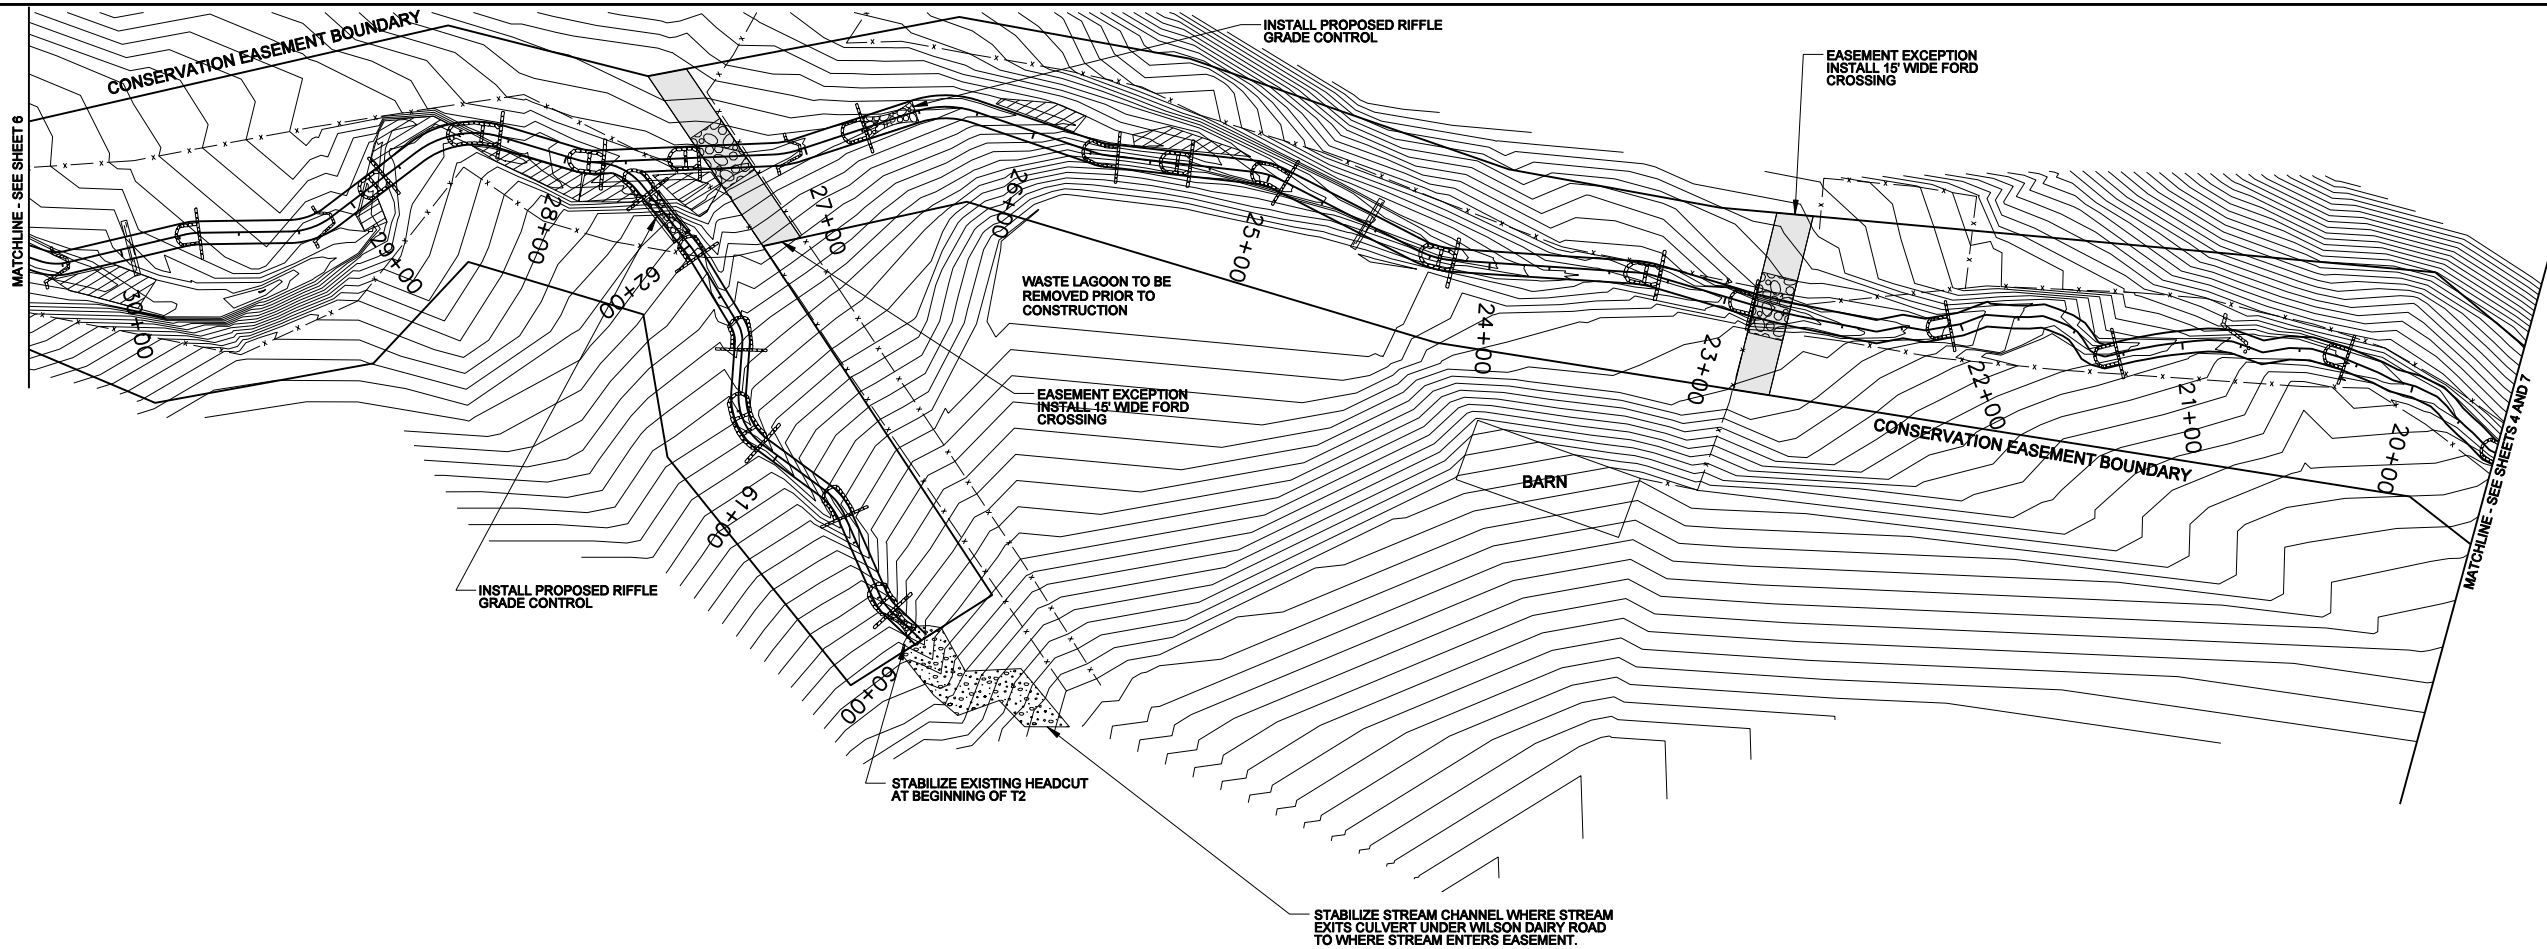 INSTALL PROPOSED RIFFLE
GRADE CONTROL
CONSERVATION EASEMENT BOUNDARY
EASEMENT EXCEPTION
INSTALL 15' WIDE FORD
CROSSING
MATCHLINE - SEE SHEET 6
30+00
29+00
28+00
62+00
27+00
26+00
25+00
24+00
23+00
22+00
21+00
20+00
WASTE LAGOON TO BE
REMOVED PRIOR TO
CONSTRUCTION
EASEMENT EXCEPTION
INSTALL 15' WIDE FORD
CROSSING
CONSERVATION EASEMENT BOUNDARY
MATCHLINE - SEE SHEETS 4 AND 7
BARN
61+00
INSTALL PROPOSED RIFFLE
GRADE CONTROL
60+00
STABILIZE EXISTING HEADCUT
AT BEGINNING OF T2
STABILIZE STREAM CHANNEL WHERE STREAM
EXITS CULVERT UNDER WILSON DAIRY ROAD
TO WHERE STREAM ENTERS EASEMENT.